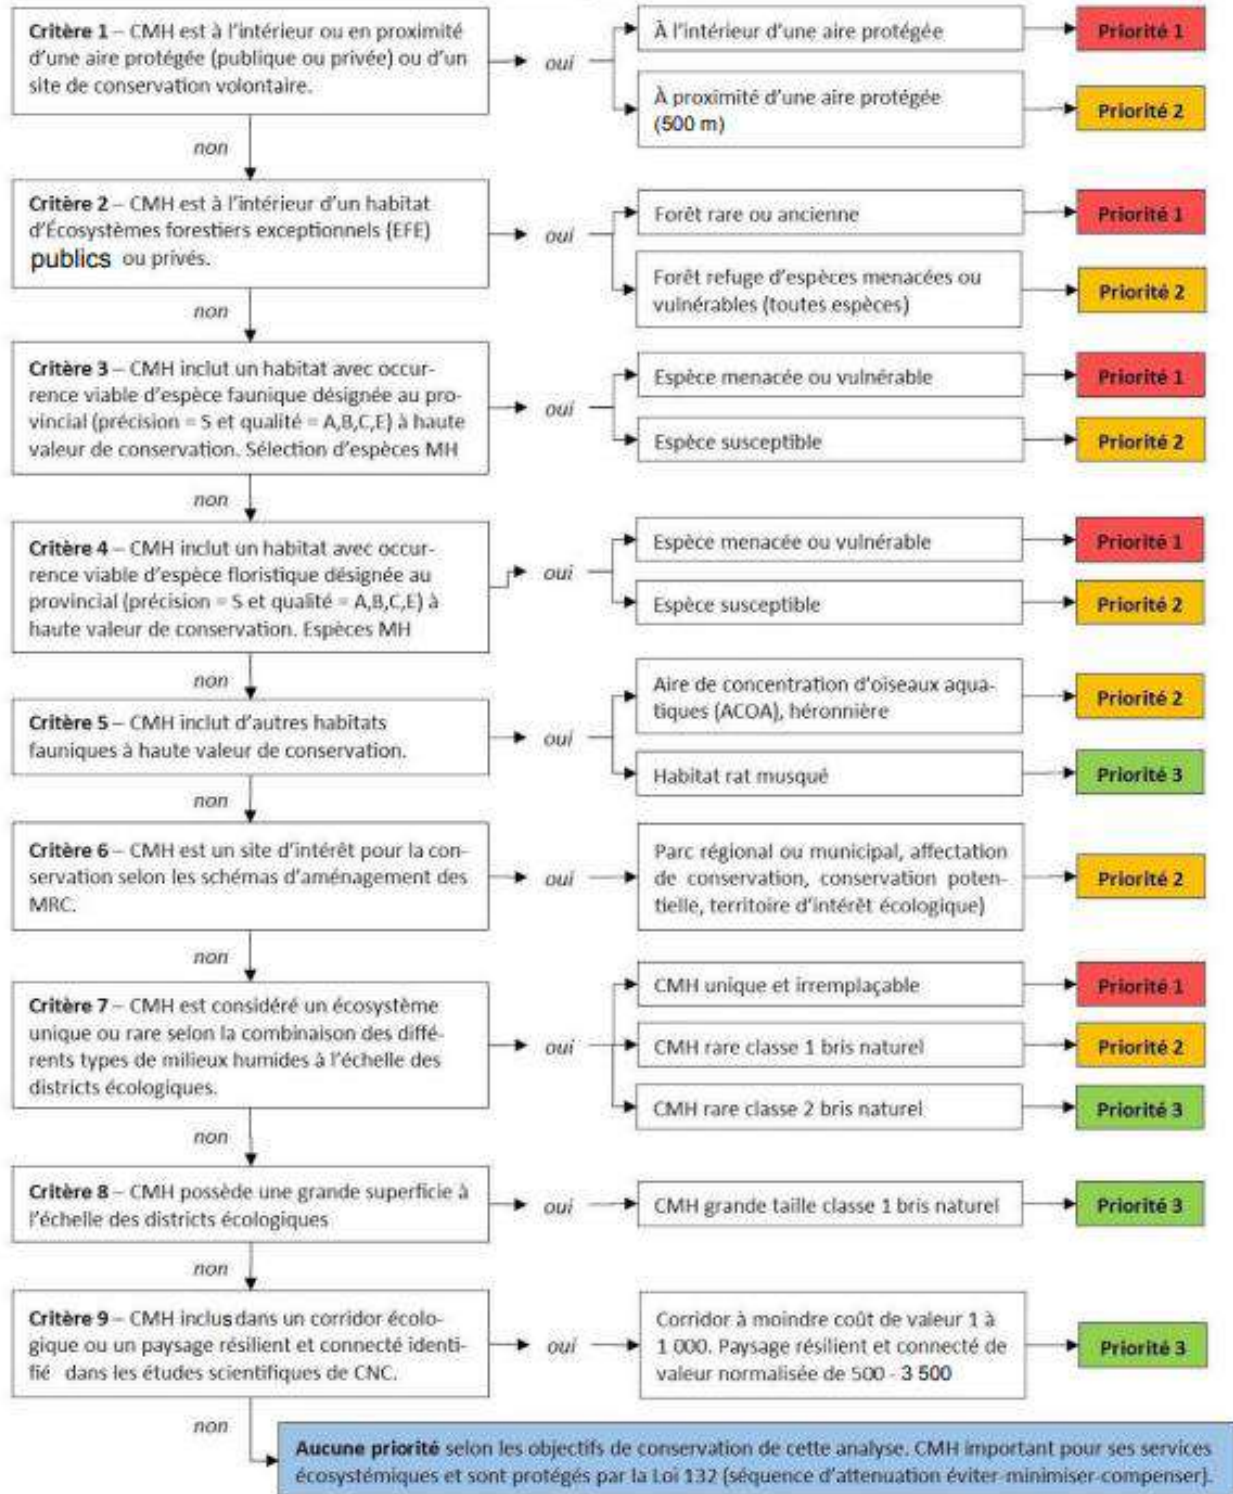 Critère 1 – CMH est à l'intérieur ou en proximité
d'une aire protégée (publique ou privée) ou d'un
site de conservation volontaire.
oui
À l'intérieur d'une aire protégée
Priorité 1
À proximité d'une aire protégée
(500 m)
Priorité 2
non
Critère 2 – CMH est à l'intérieur d'un habitat
d'Écosystèmes forestiers exceptionnels (EFE)
publics ou privés.
oui
Forêt rare ou ancienne
Priorité 1
Forêt refuge d'espèces menacées ou
vulnérables (toutes espèces)
Priorité 2
non
Critère 3 – CMH inclut un habitat avec occur-
rence viable d'espèce faunique désignée au pro-
vincial (précision = S et qualité = A,B,C,E) à haute
valeur de conservation. Sélection d'espèces MH
oui
Espèce menacée ou vulnérable
Priorité 1
Espèce susceptible
Priorité 2
non
Critère 4 – CMH inclut un habitat avec occur-
rence viable d'espèce floristique désignée au
provincial (précision = S et qualité = A,B,C,E) à
haute valeur de conservation. Espèces MH
oui
Espèce menacée ou vulnérable
Priorité 1
Espèce susceptible
Priorité 2
non
Critère 5 – CMH inclut d'autres habitats
fauniques à haute valeur de conservation.
oui
Aire de concentration d'oiseaux aqua-
tiques (ACOA), héronnière
Priorité 2
Habitat rat musqué
Priorité 3
non
Critère 6 – CMH est un site d'intérêt pour la con-
servation selon les schémas d'aménagement des
MRC.
oui
Parc régional ou municipal, affectation
de conservation, conservation poten-
tielle, territoire d'intérêt écologique)
Priorité 2
non
Critère 7 – CMH est considéré un écosystème
unique ou rare selon la combinaison des diffé-
rents types de milieux humides à l'échelle des
districts écologiques.
oui
CMH unique et irremplaçable
Priorité 1
CMH rare classe 1 bris naturel
Priorité 2
CMH rare classe 2 bris naturel
Priorité 3
non
Critère 8 – CMH possède une grande superficie à
l'échelle des districts écologiques
oui
CMH grande taille classe 1 bris naturel
Priorité 3
non
Critère 9 – CMH inclus dans un corridor écolo-
gique ou un paysage résilient et connecté identi-
fié dans les études scientifiques de CNC.
oui
Corridor à moindre coût de valeur 1 à
1 000. Paysage résilient et connecté de
valeur normalisée de 500 - 3 500
Priorité 3
non
Aucune priorité selon les objectifs de conservation de cette analyse. CMH important pour ses services
écosystémiques et sont protégés par la Loi 132 (séquence d'attenuation éviter-minimiser-compenser).